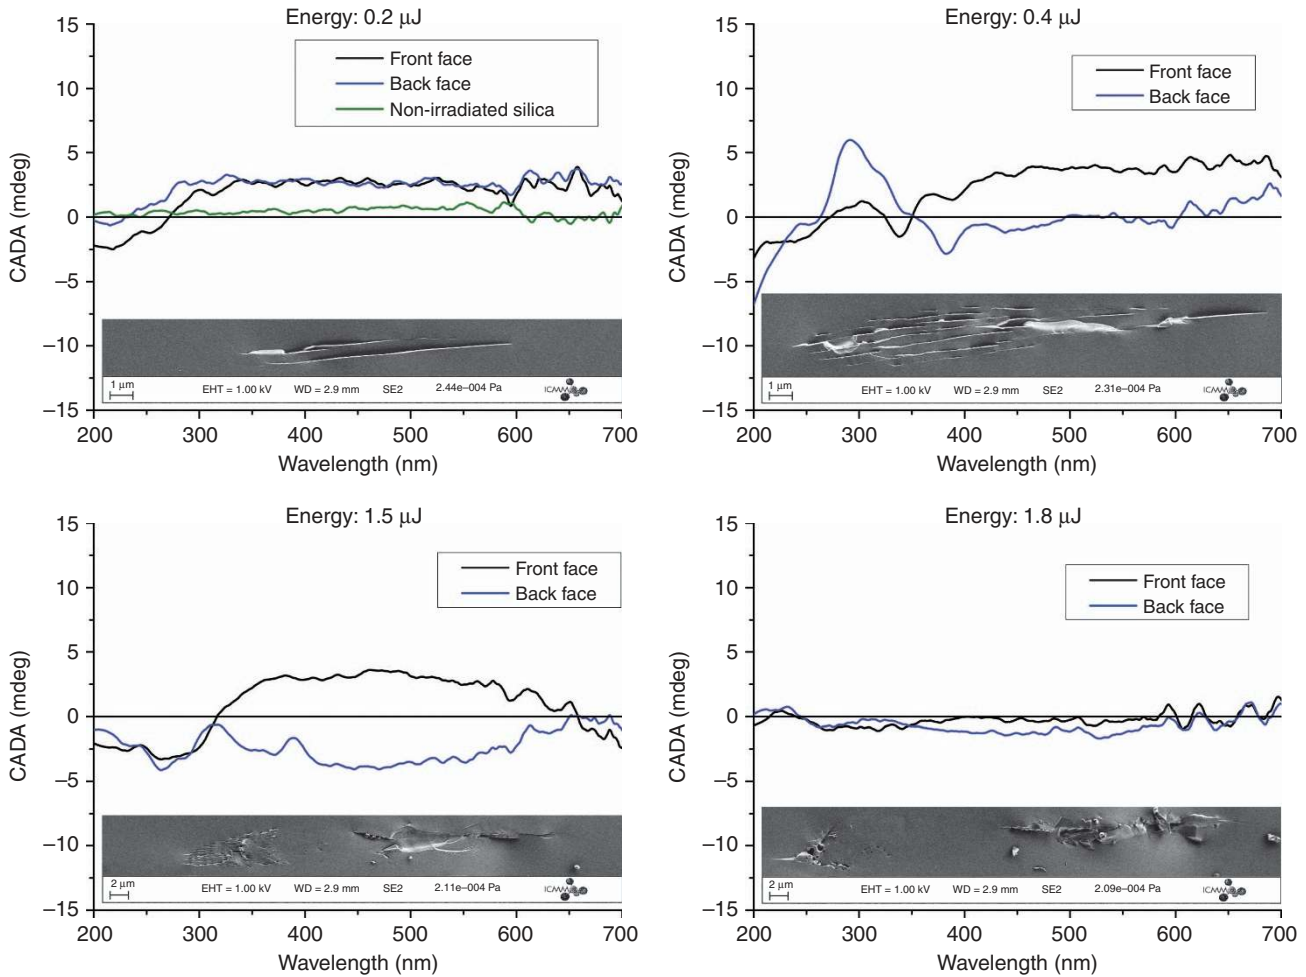 Energy: 0.2 μJ
15
10
5
0
–5
–10
–15
CADA (mdeg)
Front face
Back face
Non-irradiated silica
1 μm
EHT = 1.00 kV WD = 2.9 mm SE2 2.44e–004 Pa
200 300 400 500 600 700
Wavelength (nm)
Energy: 0.4 μJ
15
10
5
0
–5
–10
–15
CADA (mdeg)
Front face
Back face
1 μm
EHT = 1.00 kV WD = 2.9 mm SE2 2.31e–004 Pa
200 300 400 500 600 700
Wavelength (nm)
Energy: 1.5 μJ
15
10
5
0
–5
–10
–15
CADA (mdeg)
Front face
Back face
2 μm
EHT = 1.00 kV WD = 2.9 mm SE2 2.11e–004 Pa
200 300 400 500 600 700
Wavelength (nm)
Energy: 1.8 μJ
15
10
5
0
–5
–10
–15
CADA (mdeg)
Front face
Back face
2 μm
EHT = 1.00 kV WD = 2.9 mm SE2 2.09e–004 Pa
200 300 400 500 600 700
Wavelength (nm)